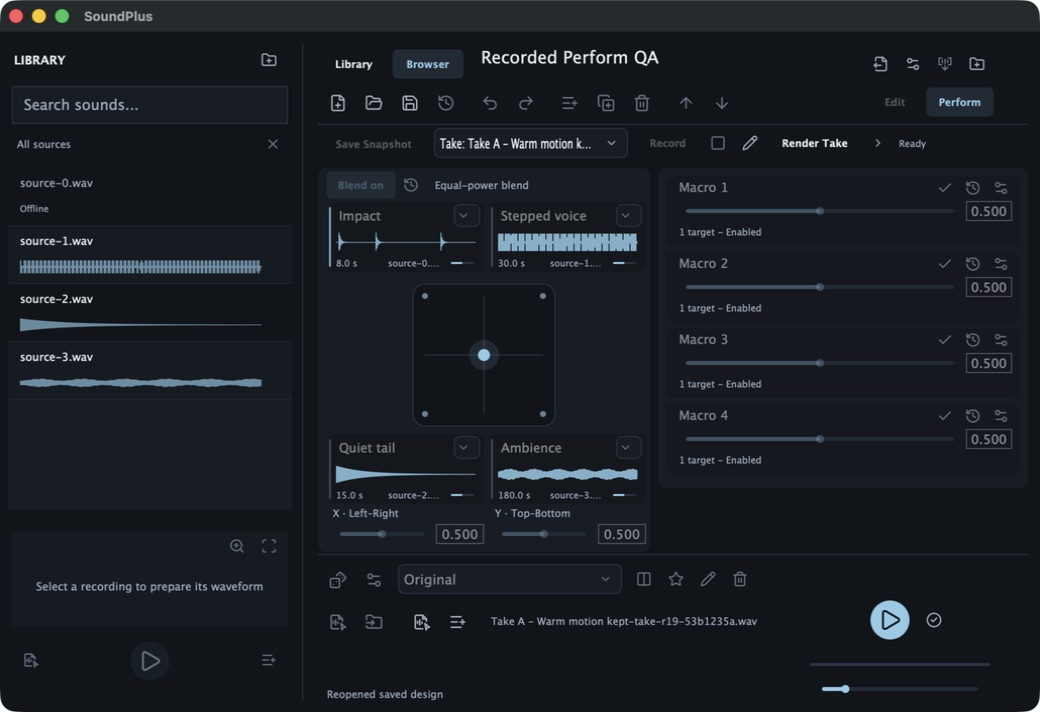 SoundPlus
LIBRARY
Search sounds...
All sources
source-0.wav
Offline
source-1.wav
source-2.wav
source-3.wav
Select a recording to prepare its waveform
Library
Browser
Recorded Perform QA
Edit
Perform
Save Snapshot
Take: Take A – Warm motion k...
Record
Render Take
Ready
Blend on
Equal-power blend
Impact
8.0 s
source-0....
Stepped voice
30.0 s
source-1....
Quiet tail
15.0 s
source-2....
Ambience
180.0 s
source-3....
X · Left-Right
0.500
Y · Top-Bottom
0.500
Macro 1
0.500
1 target – Enabled
Macro 2
0.500
1 target – Enabled
Macro 3
0.500
1 target – Enabled
Macro 4
0.500
1 target – Enabled
Original
Take A – Warm motion kept-take-r19-53b1235a.wav
Reopened saved design